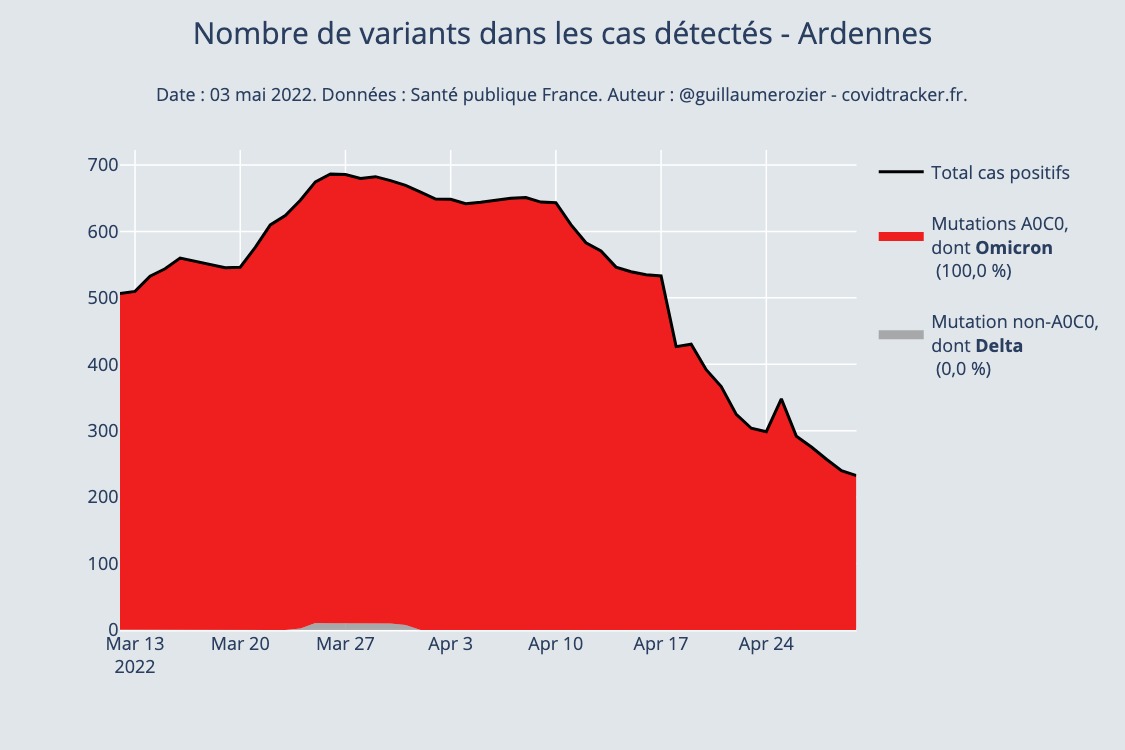 Nombre de variants dans les cas détectés - Ardennes
Date : 03 mai 2022. Données : Santé publique France. Auteur : @guillaumerozier - covidtracker.fr.
700
600
500
400
300
200
100
0
Mar 13
2022
Mar 20
Mar 27
Apr 3
Apr 10
Apr 17
Apr 24
Total cas positifs
Mutations A0C0,
dont Omicron
(100,0 %)
Mutation non-A0C0,
dont Delta
(0,0 %)